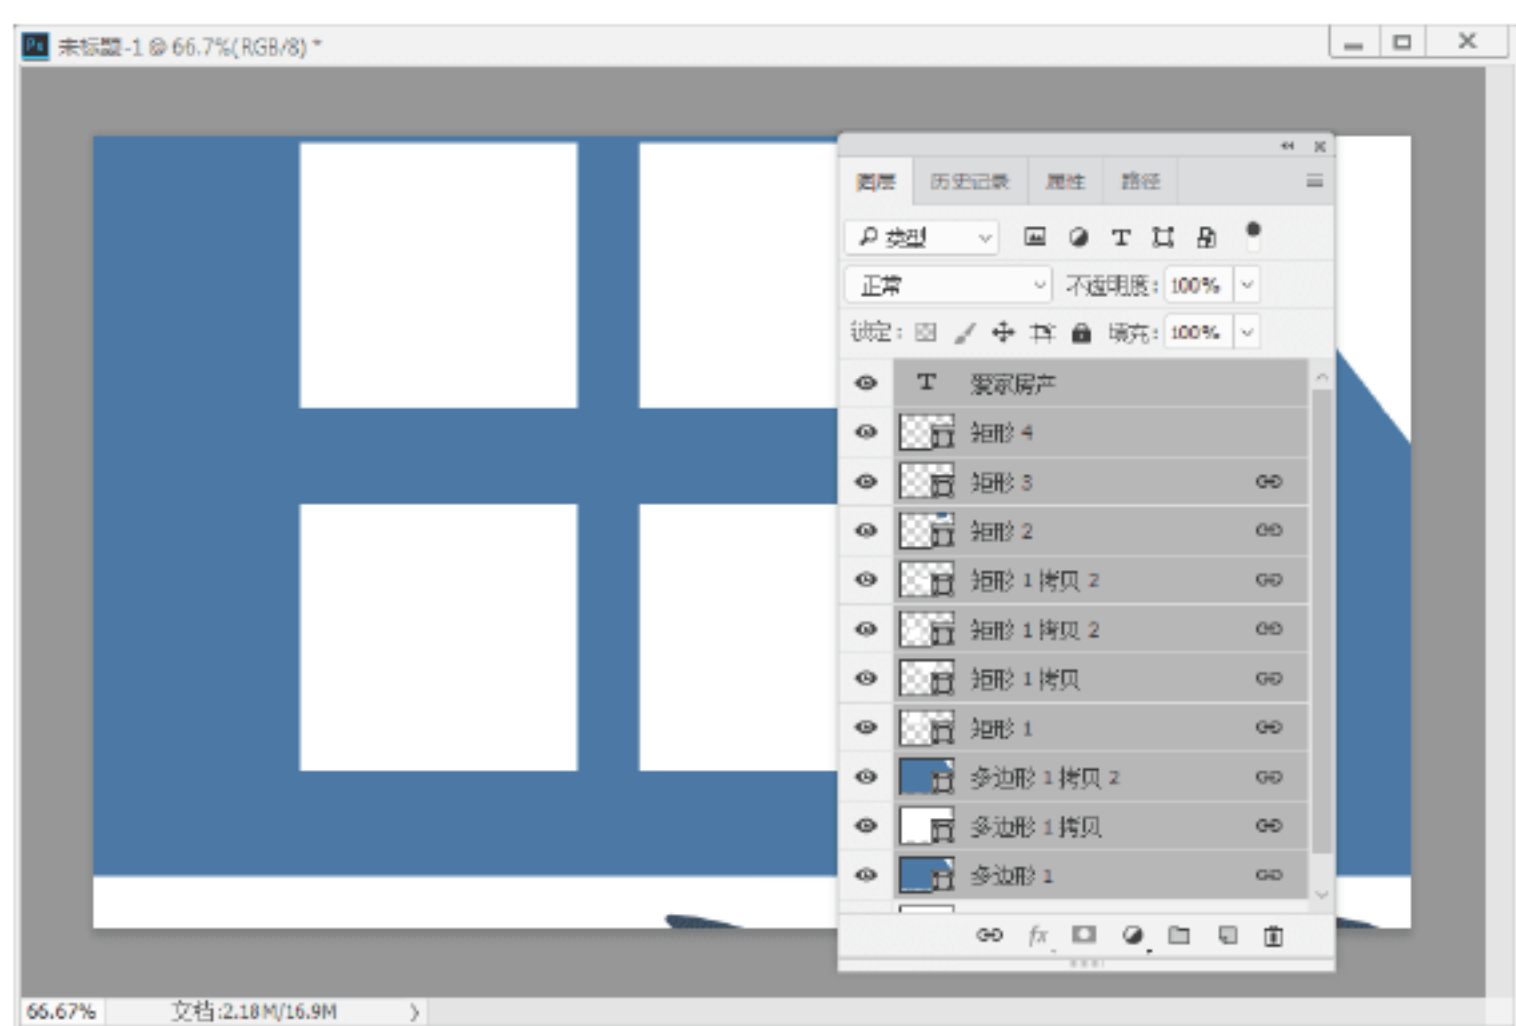 Ps 未标题-1 @ 66.7%(RGB/8) *
图层 历史记录 属性 路径
类型
正常 不透明度: 100%
锁定: 填充: 100%
T 爱家房产
矩形 4
矩形 3
矩形 2
矩形 1 拷贝 2
矩形 1 拷贝 2
矩形 1 拷贝
矩形 1
多边形 1 拷贝 2
多边形 1 拷贝
多边形 1
fx
66.67% 文档:2.18M/16.9M